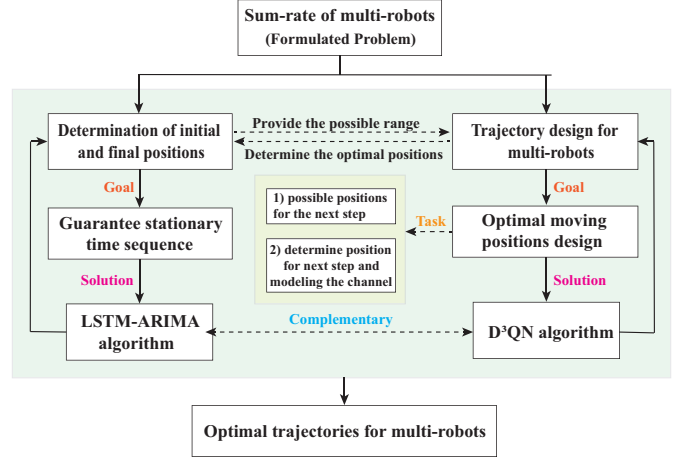 Sum-rate of multi-robots
(Formulated Problem)
Determination of initial
and final positions
Provide the possible range
Determine the optimal positions
Trajectory design for
multi-robots
Goal
Goal
Guarantee stationary
time sequence
1) possible positions
for the next step
2) determine position
for next step and
modeling the channel
Task
Optimal moving
positions design
Solution
Solution
LSTM-ARIMA
algorithm
Complementary
D³QN algorithm
Optimal trajectories for multi-robots